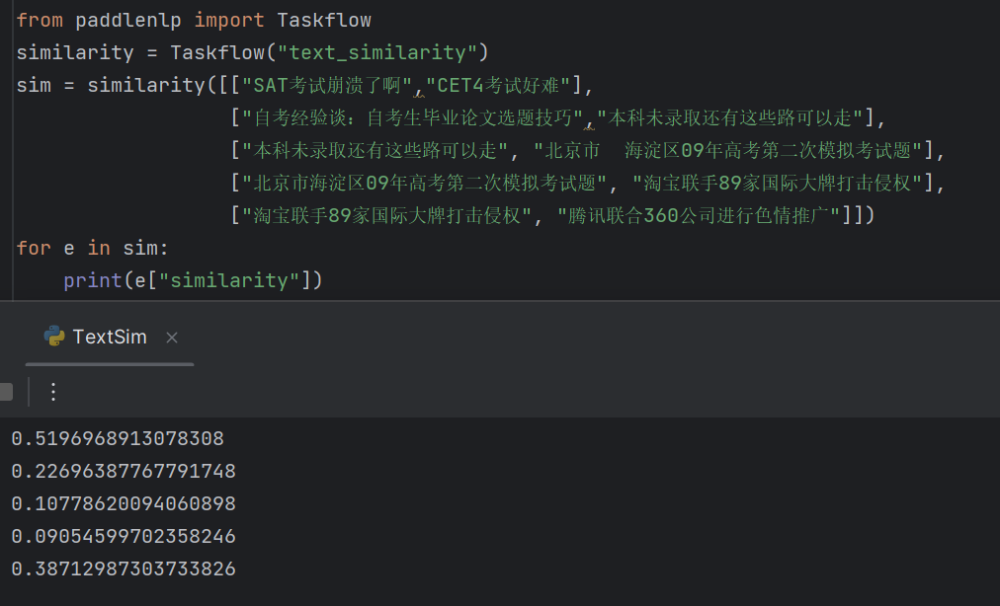 from paddlenlp import Taskflow
similarity = Taskflow("text_similarity")
sim = similarity([["SAT考试崩溃了啊","CET4考试好难"],
["自考经验谈：自考生毕业论文选题技巧","本科未录取还有这些路可以走"],
["本科未录取还有这些路可以走", "北京市  海淀区09年高考第二次模拟考试题"],
["北京市海淀区09年高考第二次模拟考试题", "淘宝联手89家国际大牌打击侵权"],
["淘宝联手89家国际大牌打击侵权", "腾讯联合360公司进行色情推广"]])
for e in sim:
print(e["similarity"])
TextSim
0.5196968913078308
0.22696387767791748
0.10778620094060898
0.09054599702358246
0.38712987303733826